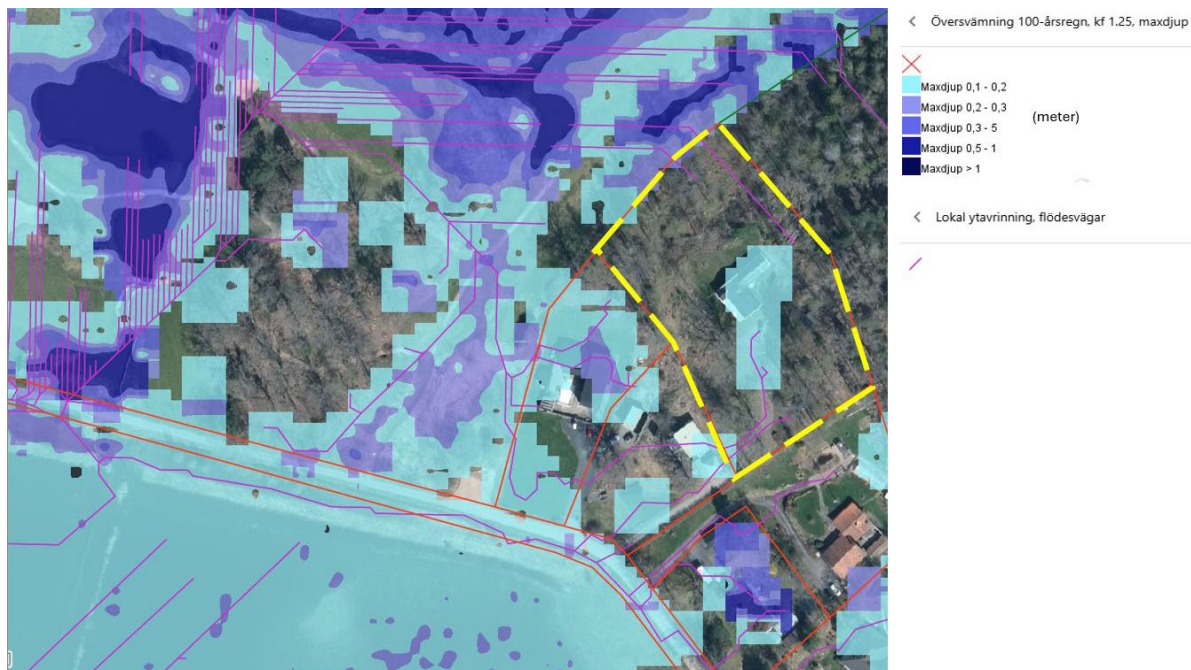 Översvämning 100-årsregn, kf 1.25, maxdjup
Maxdjup 0,1 - 0,2
Maxdjup 0,2 - 0,3
Maxdjup 0,3 - 5
Maxdjup 0,5 - 1
Maxdjup > 1
(meter)
Lokal ytavrinning, flödesvägar